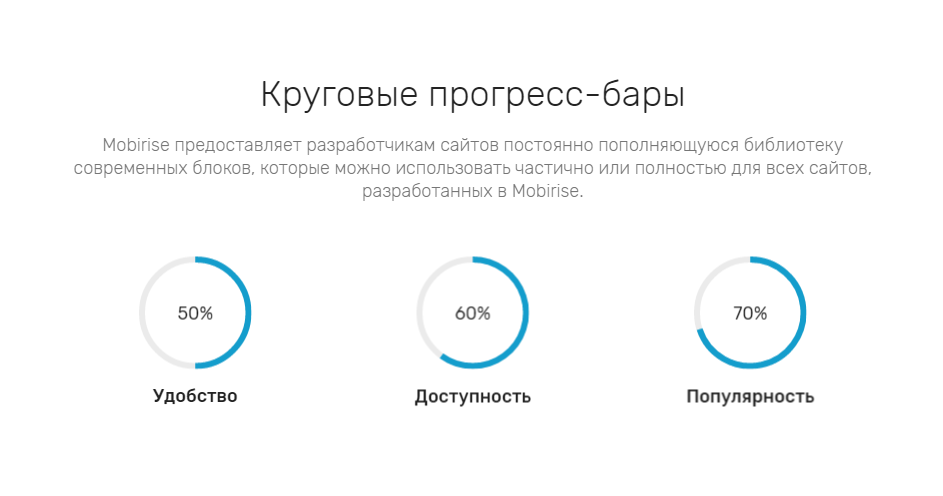 Круговые прогресс-бары
Mobirise предоставляет разработчикам сайтов постоянно пополняющуюся библиотеку
современных блоков, которые можно использовать частично или полностью для всех сайтов,
разработанных в Mobirise.
50%
60%
70%
Удобство
Доступность
Популярность